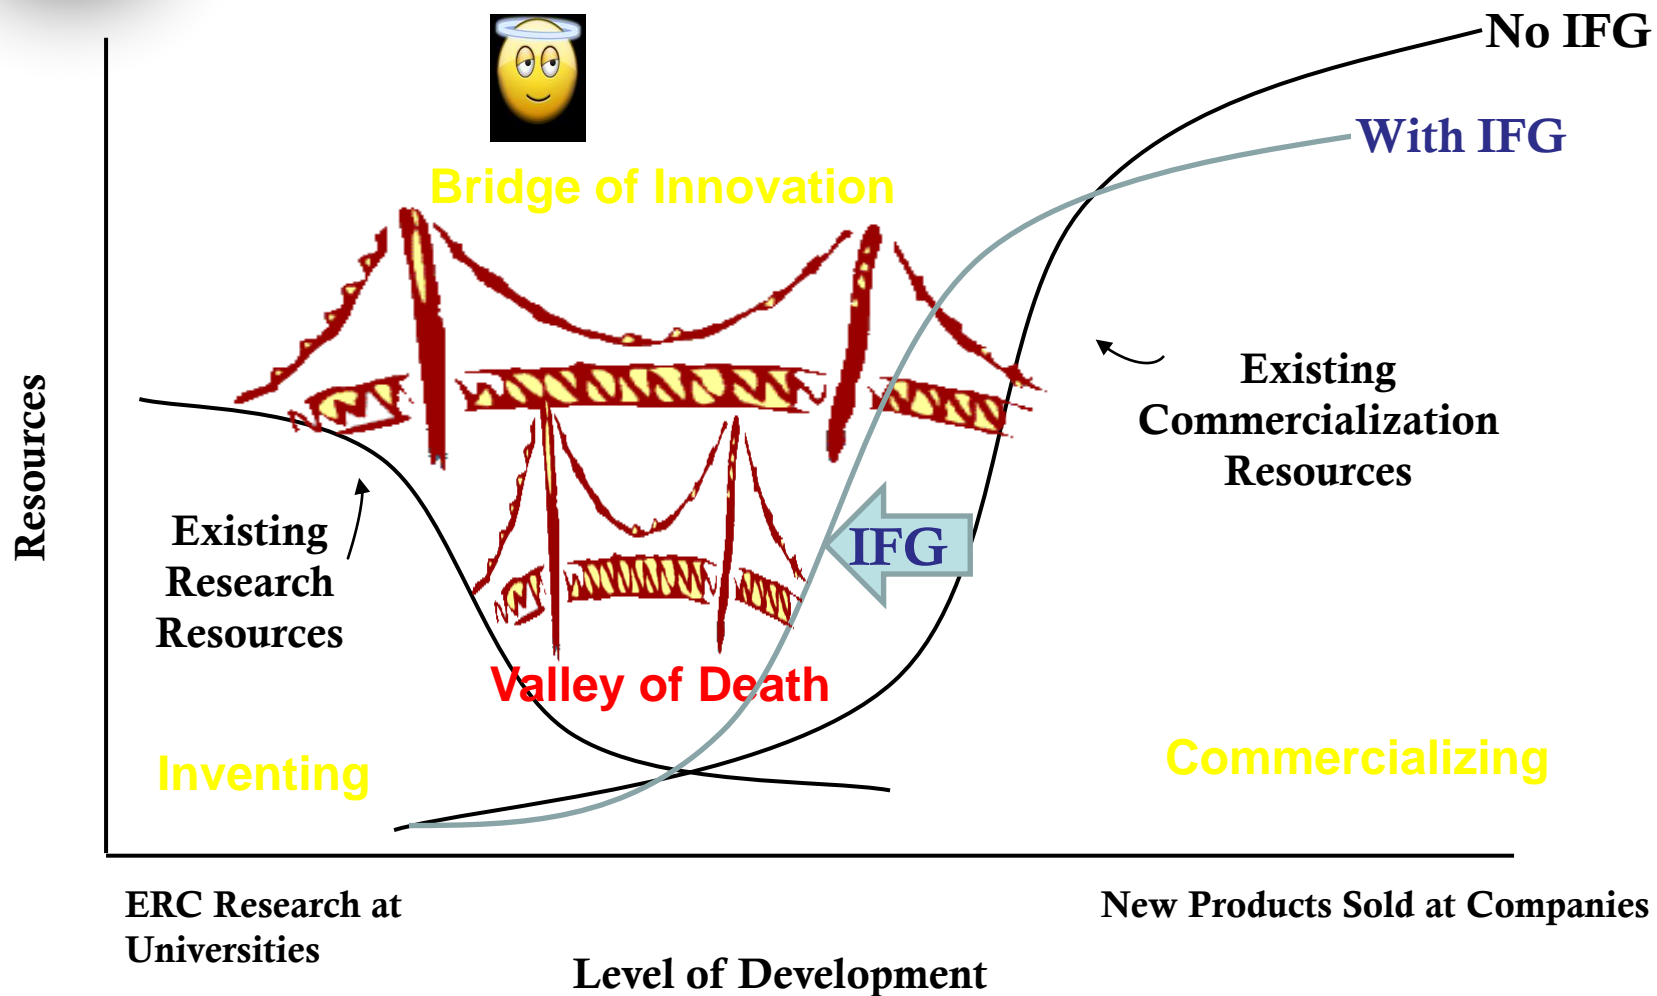 No IFG
With IFG
Bridge of Innovation
Existing
Commercialization
Resources
Resources
Existing
Research
Resources
IFG
Valley of Death
Inventing
Commercializing
ERC Research at
Universities
New Products Sold at Companies
Level of Development